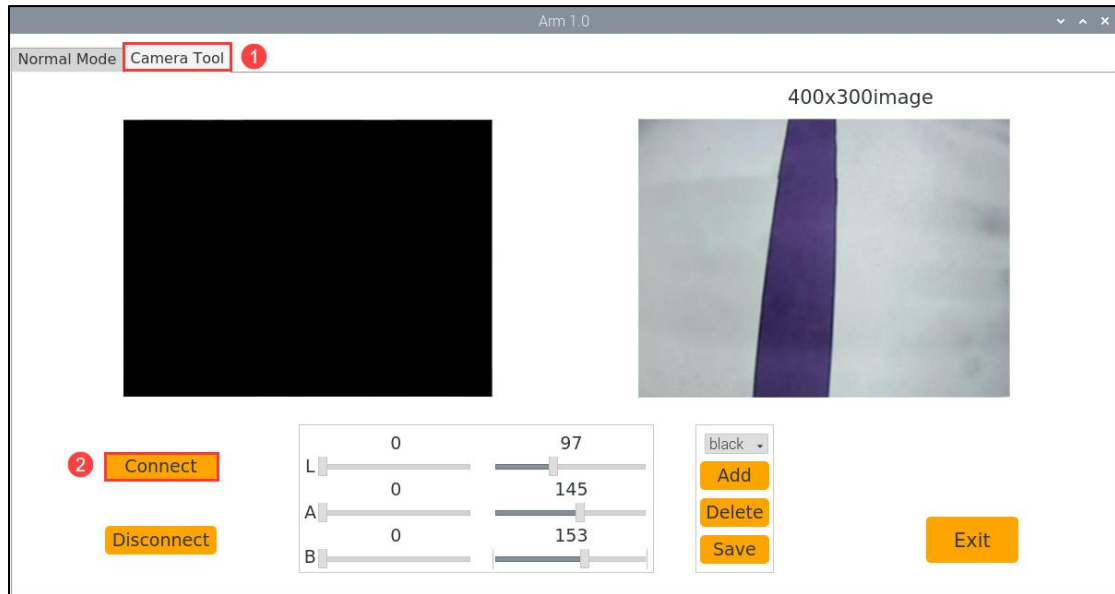 Arm 1.0
Normal Mode Camera Tool 1
400x300image
0 97
L
0 145
A
0 153
B
2 Connect
Disconnect
black
Add
Delete
Save
Exit